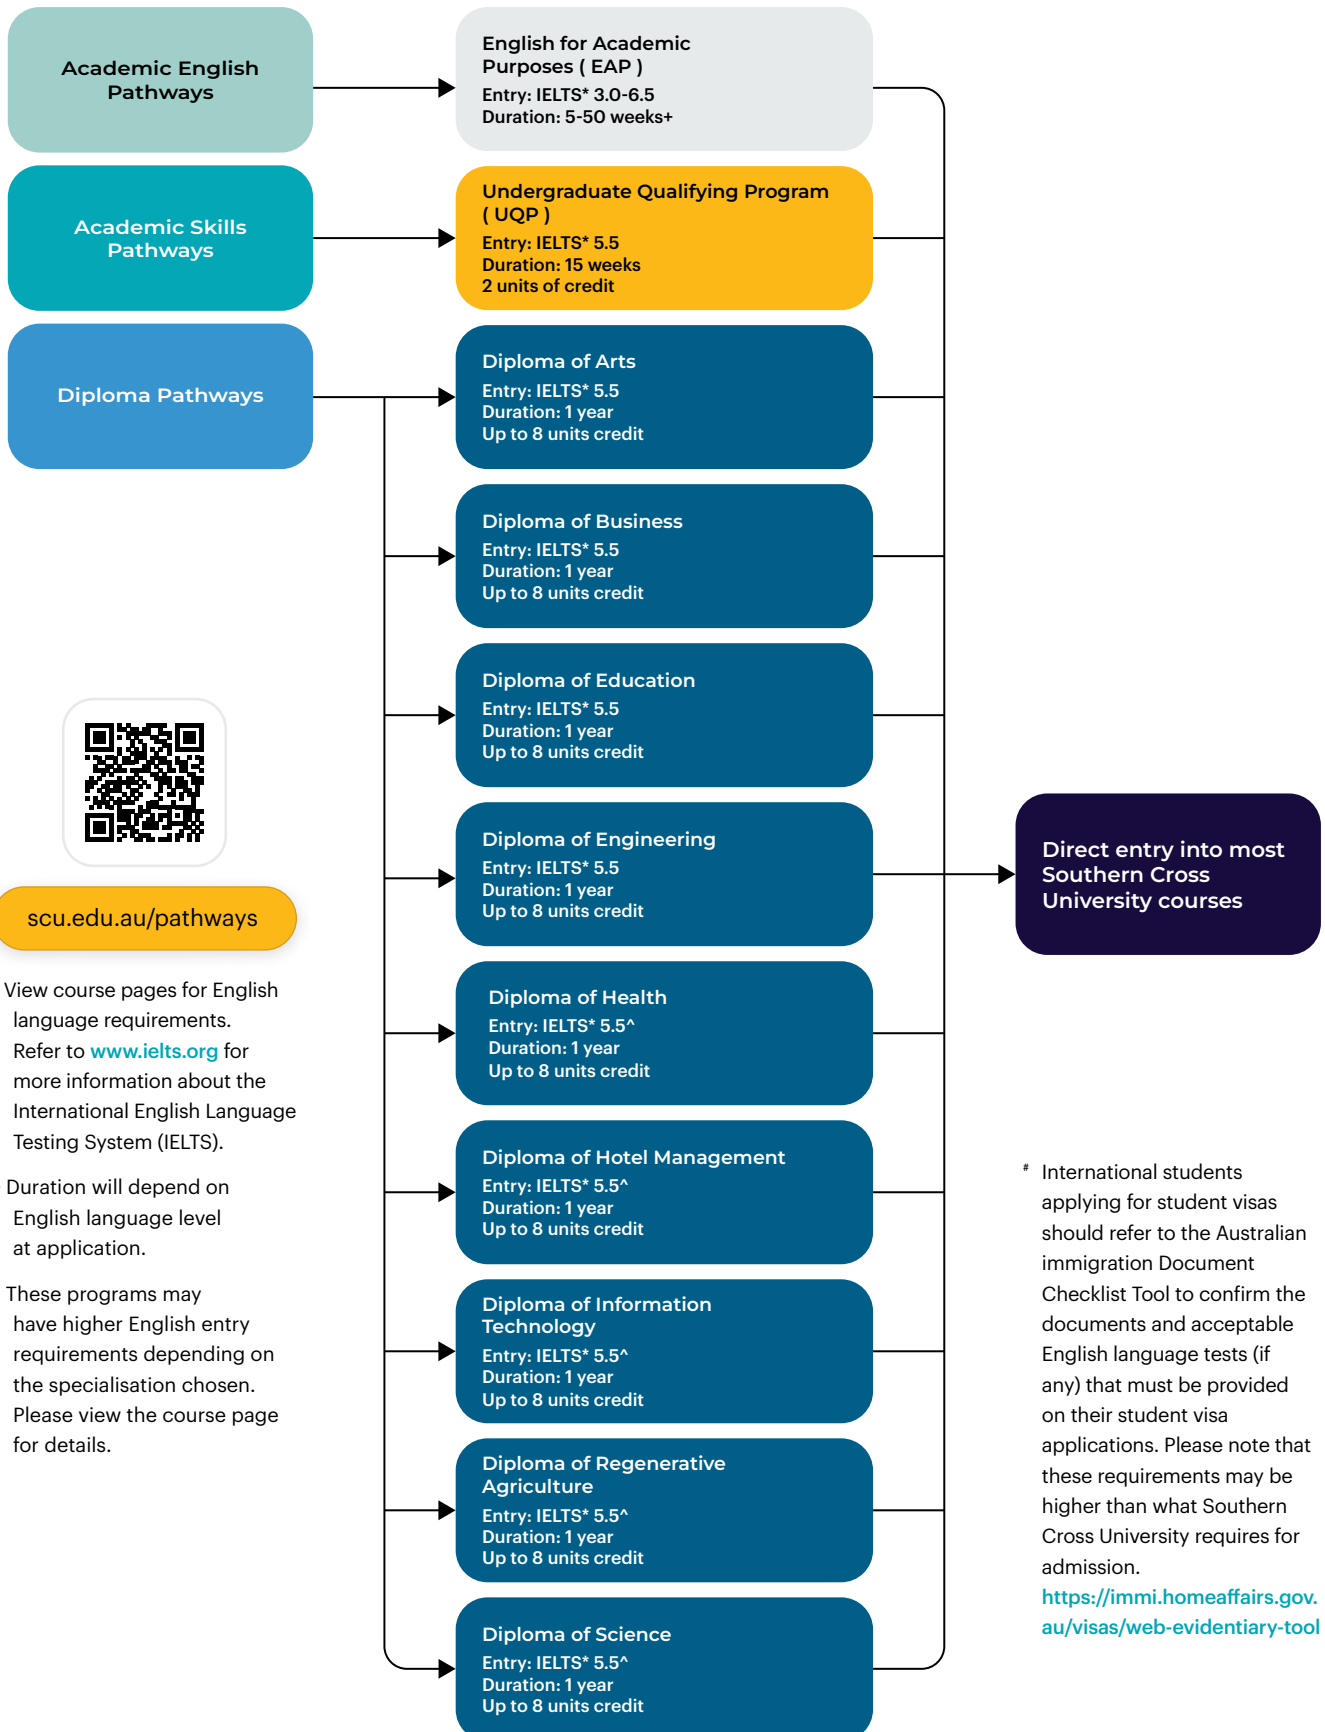 Academic English
Pathways
English for Academic
Purposes ( EAP )
Entry: IELTS* 3.0-6.5
Duration: 5-50 weeks+
Academic Skills
Pathways
Undergraduate Qualifying Program
( UQP )
Entry: IELTS* 5.5
Duration: 15 weeks
2 units of credit
Diploma Pathways
Diploma of Arts
Entry: IELTS* 5.5
Duration: 1 year
Up to 8 units credit
Diploma of Business
Entry: IELTS* 5.5
Duration: 1 year
Up to 8 units credit
Diploma of Education
Entry: IELTS* 5.5
Duration: 1 year
Up to 8 units credit
Diploma of Engineering
Entry: IELTS* 5.5
Duration: 1 year
Up to 8 units credit
Diploma of Health
Entry: IELTS* 5.5^
Duration: 1 year
Up to 8 units credit
Diploma of Hotel Management
Entry: IELTS* 5.5^
Duration: 1 year
Up to 8 units credit
Diploma of Information
Technology
Entry: IELTS* 5.5^
Duration: 1 year
Up to 8 units credit
Diploma of Regenerative
Agriculture
Entry: IELTS* 5.5^
Duration: 1 year
Up to 8 units credit
Diploma of Science
Entry: IELTS* 5.5^
Duration: 1 year
Up to 8 units credit
Direct entry into most
Southern Cross
University courses
scu.edu.au/pathways
View course pages for English
language requirements.
Refer to www.ielts.org for
more information about the
International English Language
Testing System (IELTS).
Duration will depend on
English language level
at application.
These programs may
have higher English entry
requirements depending on
the specialisation chosen.
Please view the course page
for details.
# International students
applying for student visas
should refer to the Australian
immigration Document
Checklist Tool to confirm the
documents and acceptable
English language tests (if
any) that must be provided
on their student visa
applications. Please note that
these requirements may be
higher than what Southern
Cross University requires for
admission.
https://immi.homeaffairs.gov.
au/visas/web-evidentiary-tool